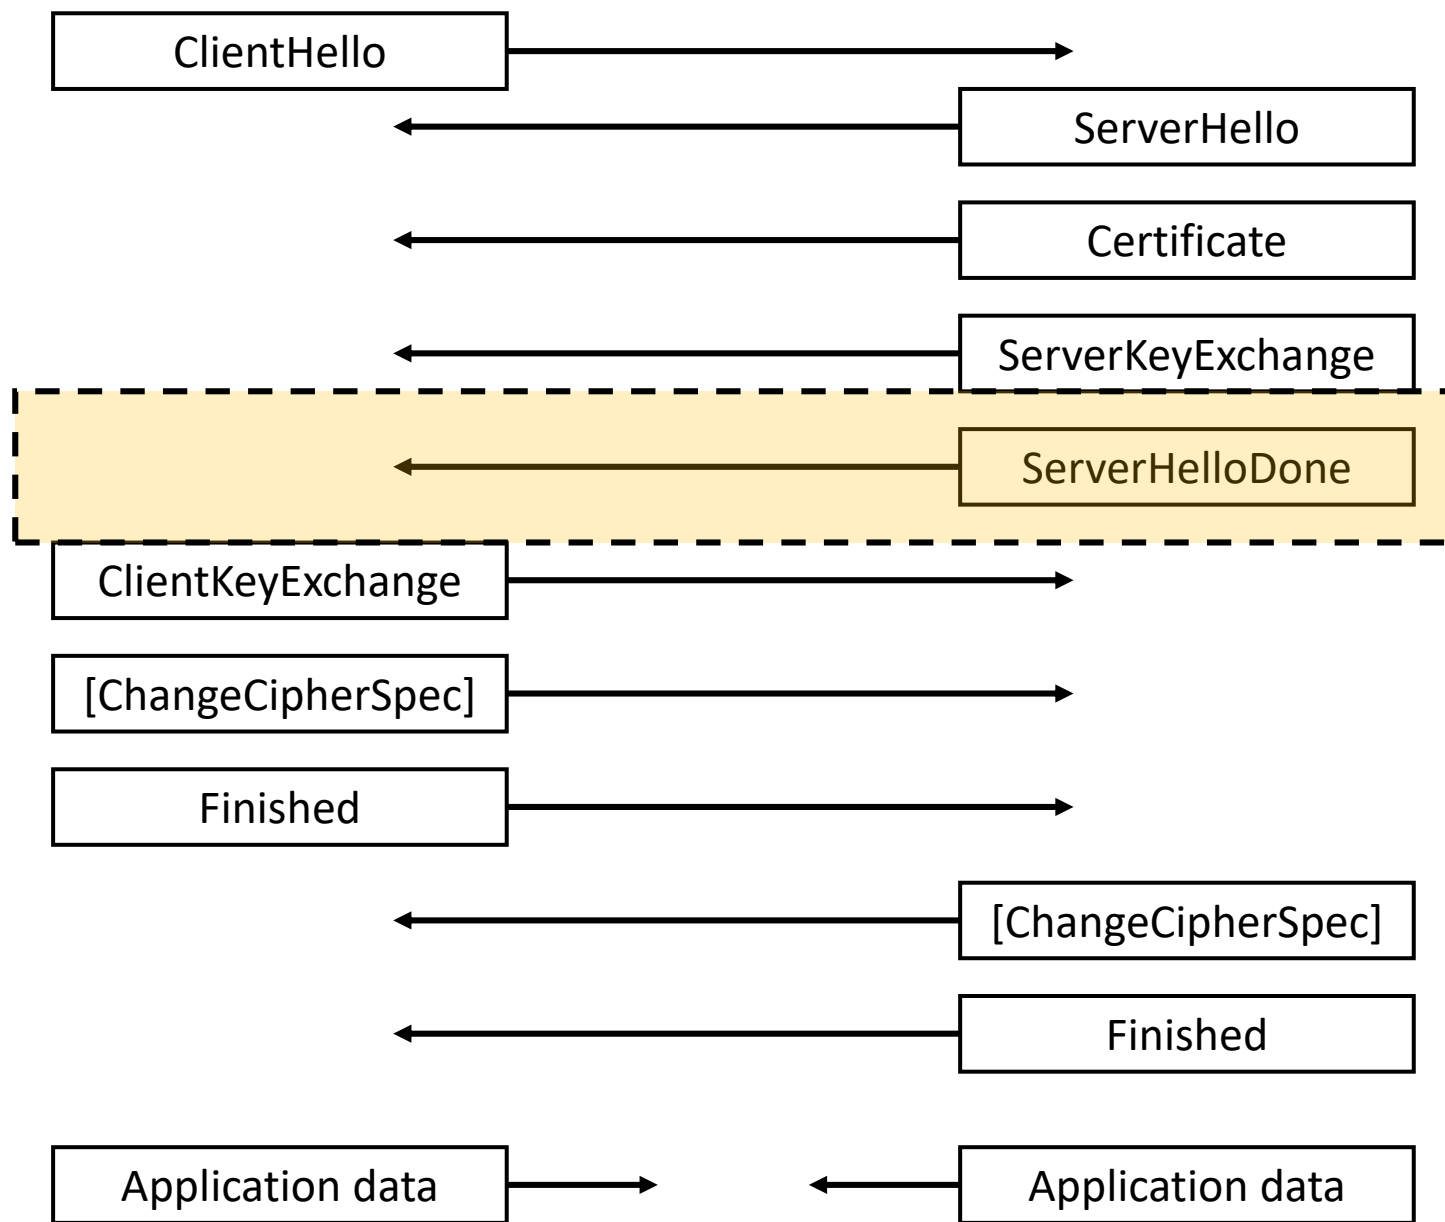 ClientHello
ServerHello
Certificate
ServerKeyExchange
ServerHelloDone
ClientKeyExchange
[ChangeCipherSpec]
Finished
[ChangeCipherSpec]
Finished
Application data
Application data